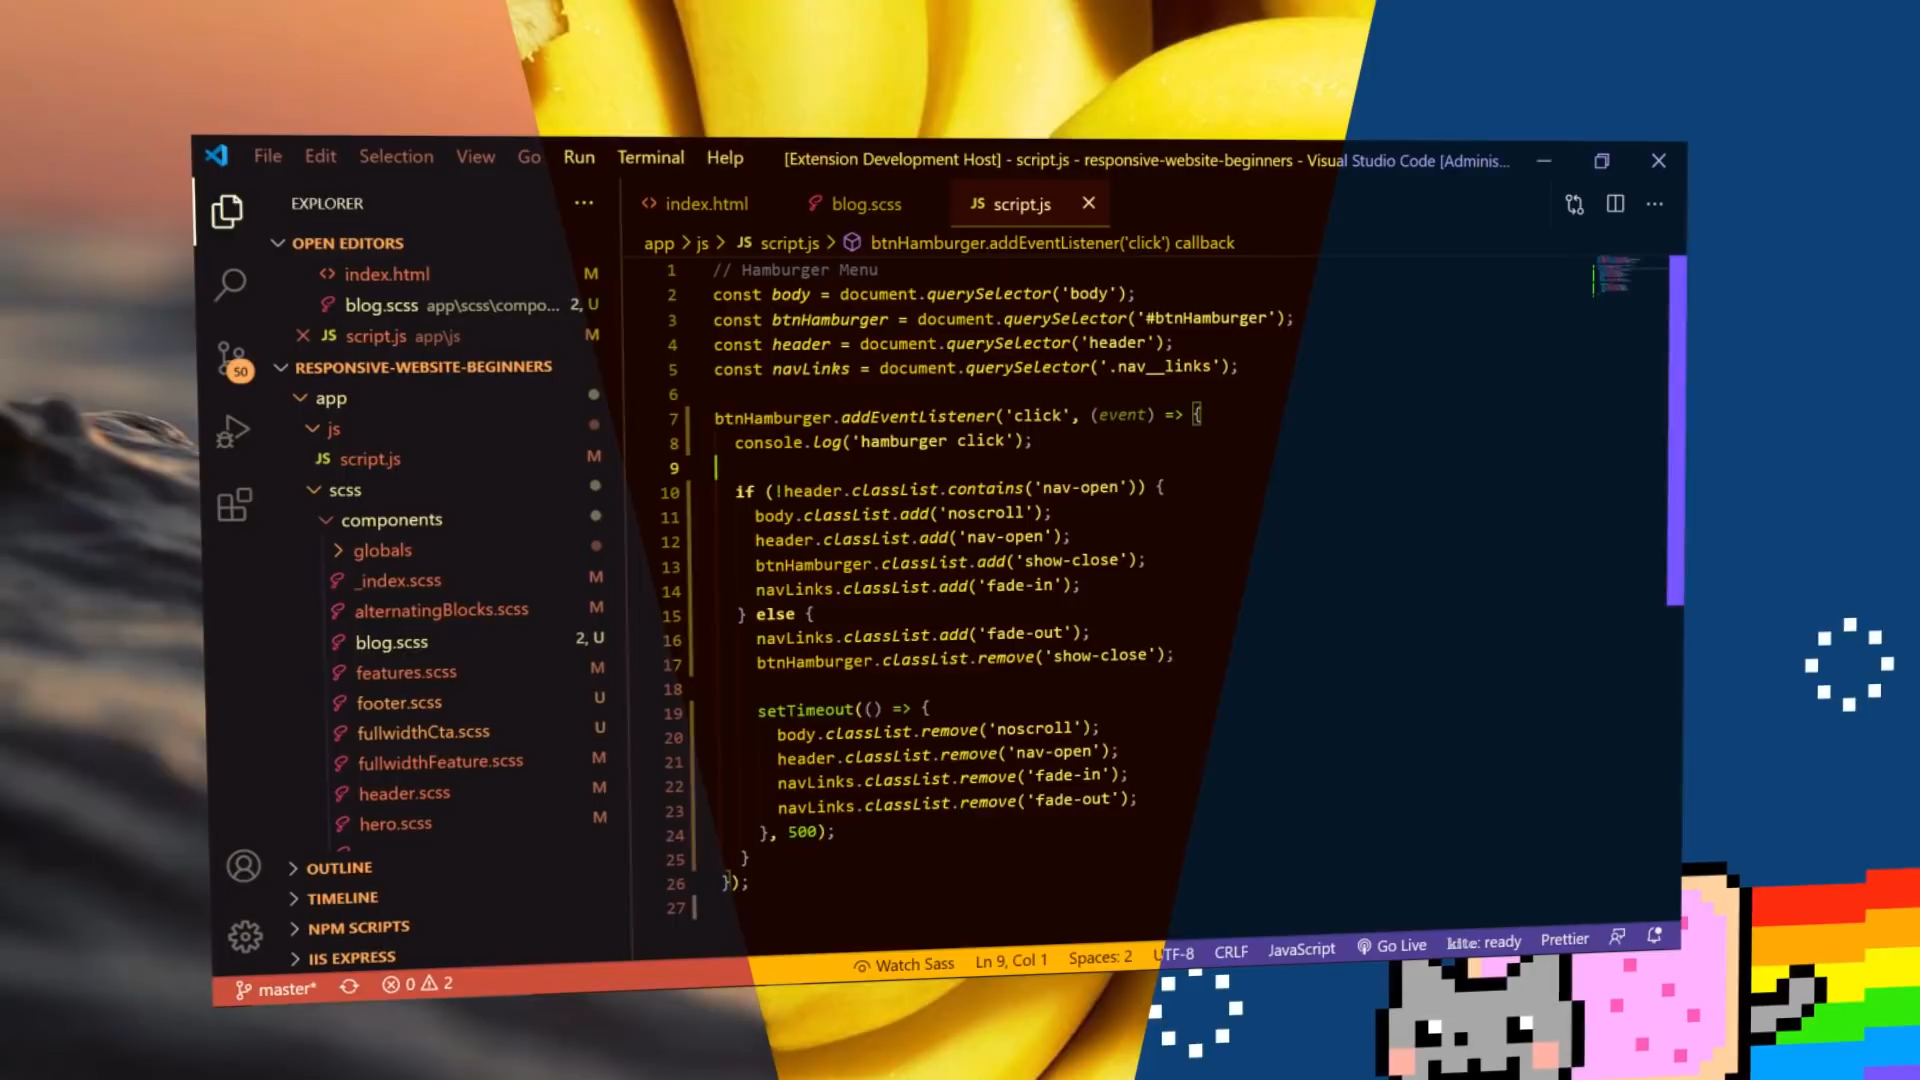 File Edit Selection View Go Run Terminal Help [Extension Development Host] - script.js - responsive-website-beginners - Visual Studio Code [Adminis...
EXPLORER ...
OPEN EDITORS
index.html M
blog.scss app\scss\compo... 2, U
JS script.js app\js M
50
RESPONSIVE-WEBSITE-BEGINNERS
app
js
JS script.js M
scss
components
globals
_index.scss M
alternatingBlocks.scss M
blog.scss 2, U
features.scss M
footer.scss U
fullwidthCta.scss U
fullwidthFeature.scss M
header.scss M
hero.scss M
OUTLINE
TIMELINE
NPM SCRIPTS
IIS EXPRESS
index.html blog.scss JS script.js
app > js > JS script.js > btnHamburger.addEventListener('click') callback
1 // Hamburger Menu
2 const body = document.querySelector('body');
3 const btnHamburger = document.querySelector('#btnHamburger');
4 const header = document.querySelector('header');
5 const navLinks = document.querySelector('.nav__links');
6
7 btnHamburger.addEventListener('click', (event) => {
8 console.log('hamburger click');
9
10 if (!header.classList.contains('nav-open')) {
11 body.classList.add('noscroll');
12 header.classList.add('nav-open');
13 btnHamburger.classList.add('show-close');
14 navLinks.classList.add('fade-in');
15 } else {
16 navLinks.classList.add('fade-out');
17 btnHamburger.classList.remove('show-close');
18
19 setTimeout(() => {
20 body.classList.remove('noscroll');
21 header.classList.remove('nav-open');
22 navLinks.classList.remove('fade-in');
23 navLinks.classList.remove('fade-out');
24 }, 500);
25 }
26 });
27
master* 0 2 Watch Sass Ln 9, Col 1 Spaces: 2 UTF-8 CRLF JavaScript Go Live kite: ready Prettier